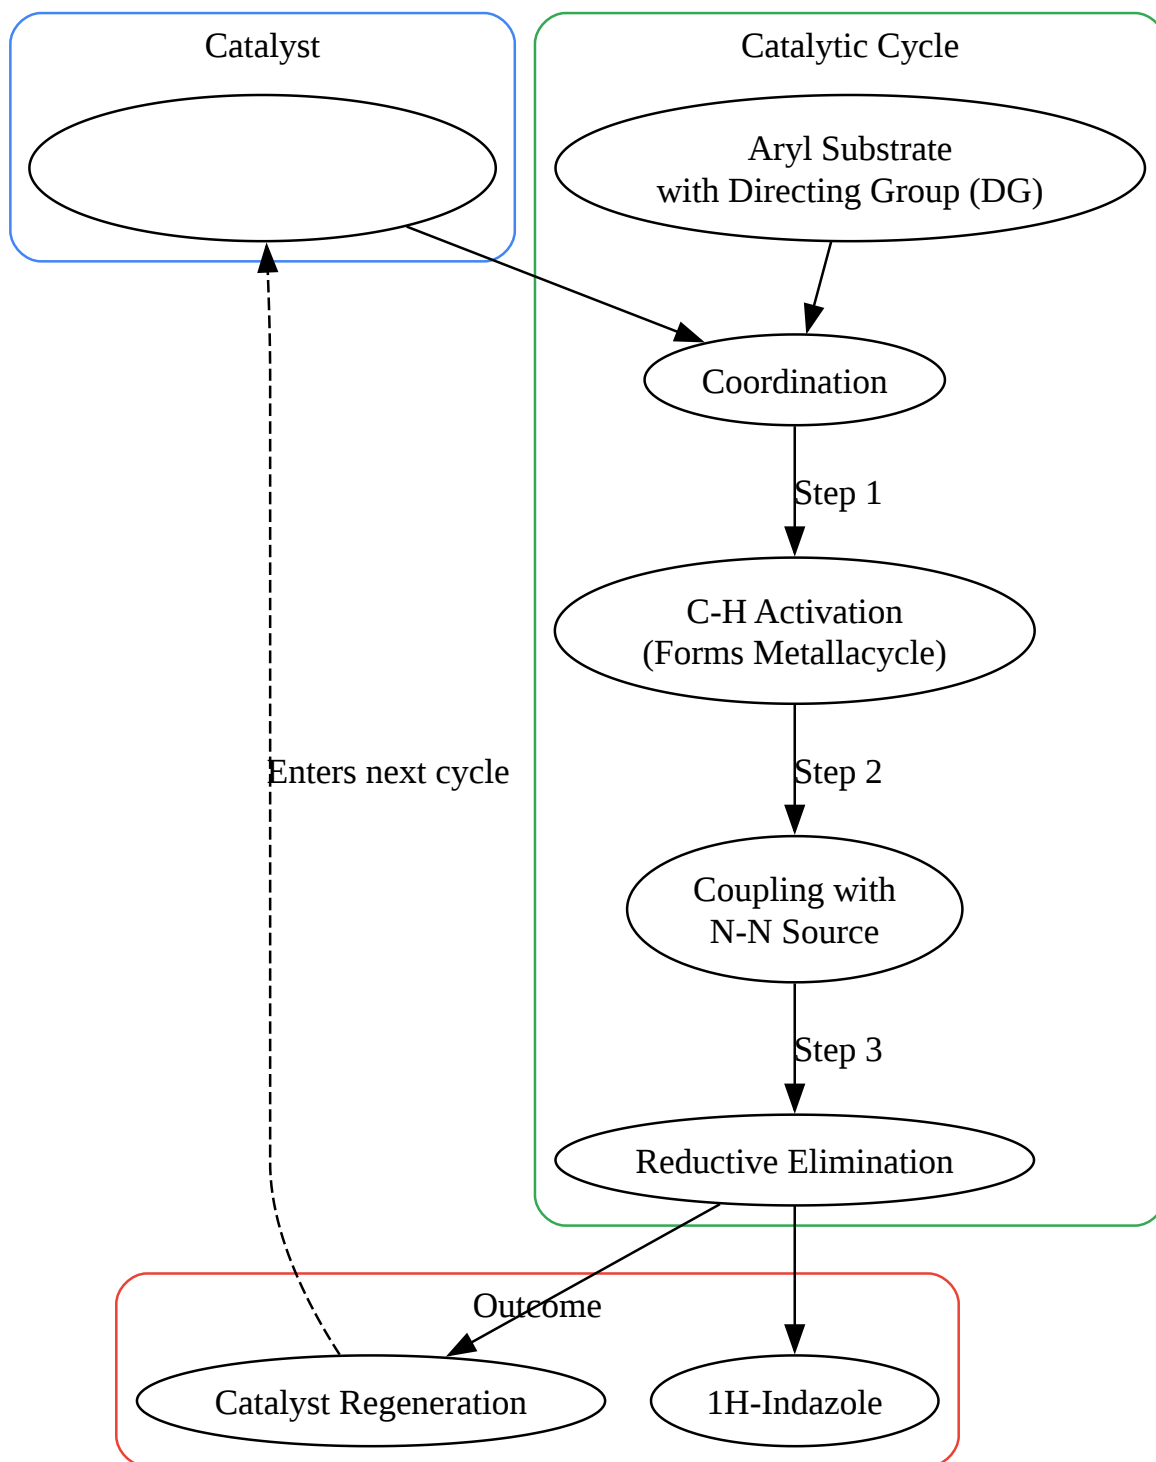 Catalyst
Catalytic Cycle
Aryl Substrate
with Directing Group (DG)
Coordination
Step 1
C-H Activation
(Forms Metallacycle)
Enters next cycle
Step 2
Coupling with
N-N Source
Step 3
Reductive Elimination
Outcome
Catalyst Regeneration
1H-Indazole